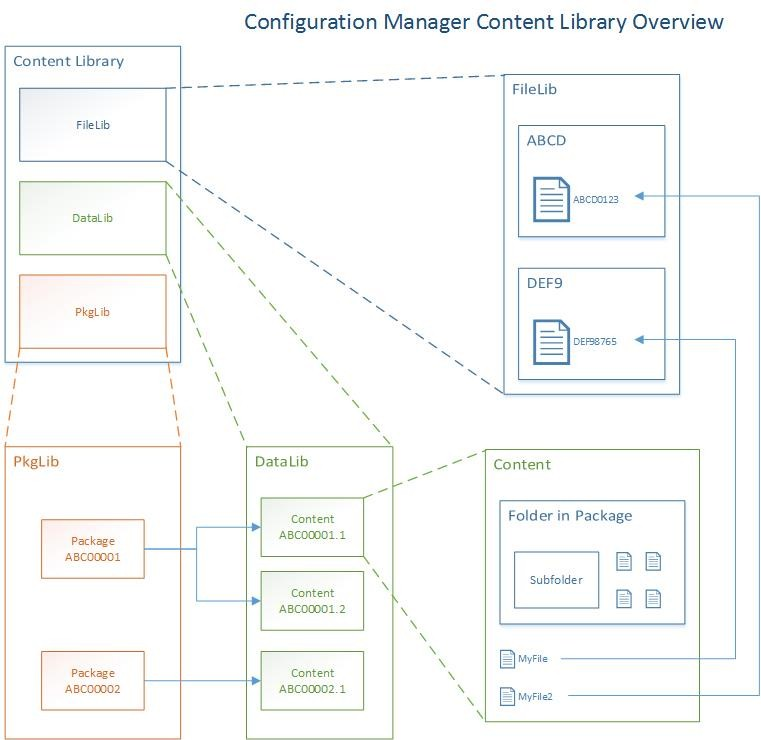 Configuration Manager Content Library Overview
Content Library
FileLib
DataLib
PkgLib
FileLib
ABCD
ABCD0123
DEF9
DEF98765
PkgLib
Package
ABC00001
Package
ABC00002
DataLib
Content
ABC00001.1
Content
ABC00001.2
Content
ABC00002.1
Content
Folder in Package
Subfolder
MyFile
MyFile2